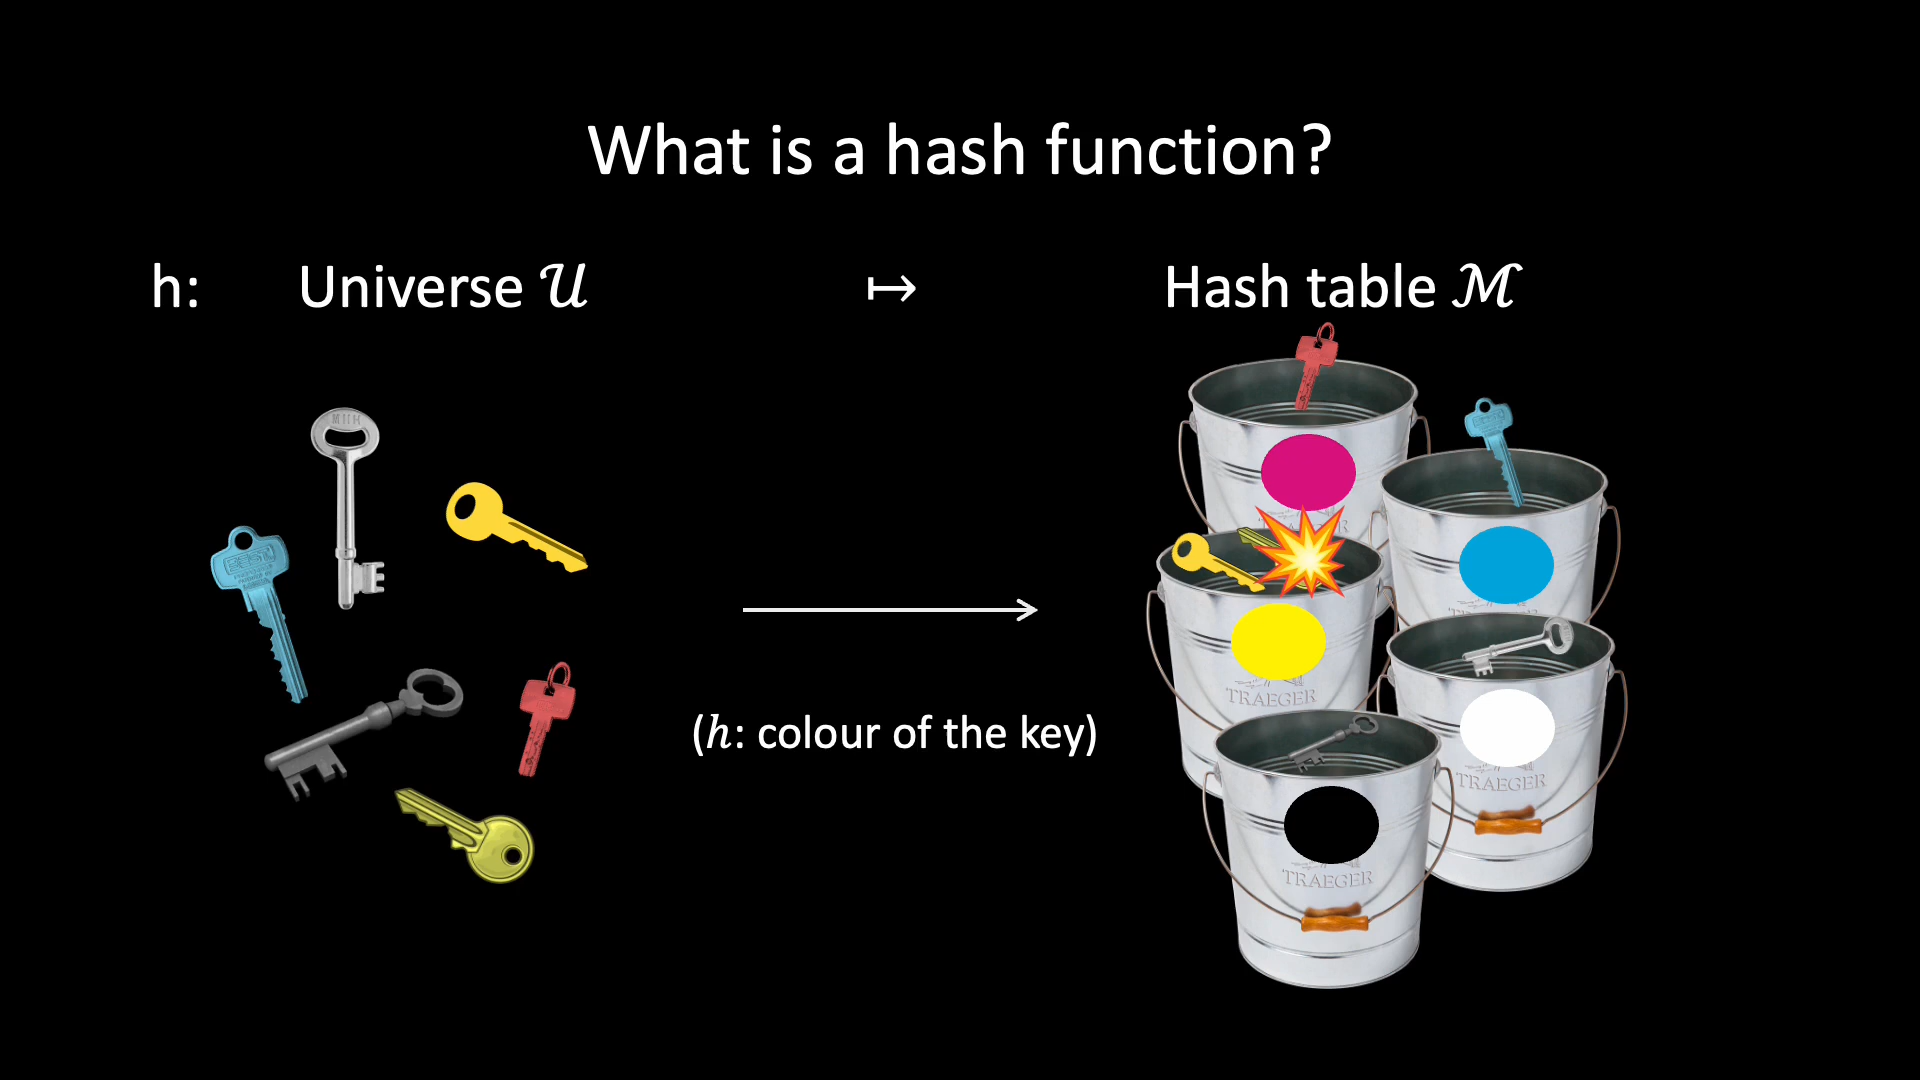 What is a hash function?
h: Universe 𝒰 ↦ Hash table ℳ
(ℎ: colour of the key)
TRAEGER
TRAEGER
TRAEGER